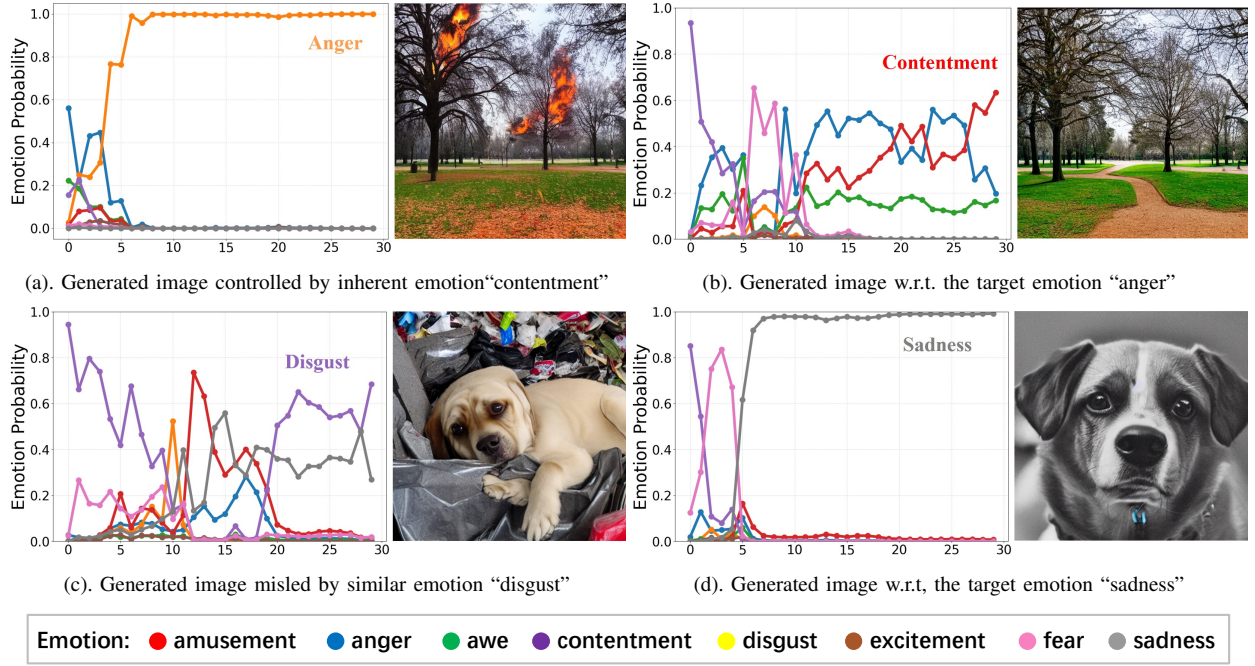 1.0
0.8
0.6
0.4
0.2
0.0
Emotion Probability
Anger
0 5 10 15 20 25 30
1.0
0.8
0.6
0.4
0.2
0.0
Emotion Probability
Contentment
0 5 10 15 20 25 30
(a). Generated image controlled by inherent emotion“contentment”
(b). Generated image w.r.t. the target emotion “anger”
1.0
0.8
0.6
0.4
0.2
0.0
Emotion Probability
Disgust
0 5 10 15 20 25 30
1.0
0.8
0.6
0.4
0.2
0.0
Emotion Probability
Sadness
0 5 10 15 20 25 30
(c). Generated image misled by similar emotion “disgust”
(d). Generated image w.r.t, the target emotion “sadness”
Emotion: amusement anger awe contentment disgust excitement fear sadness